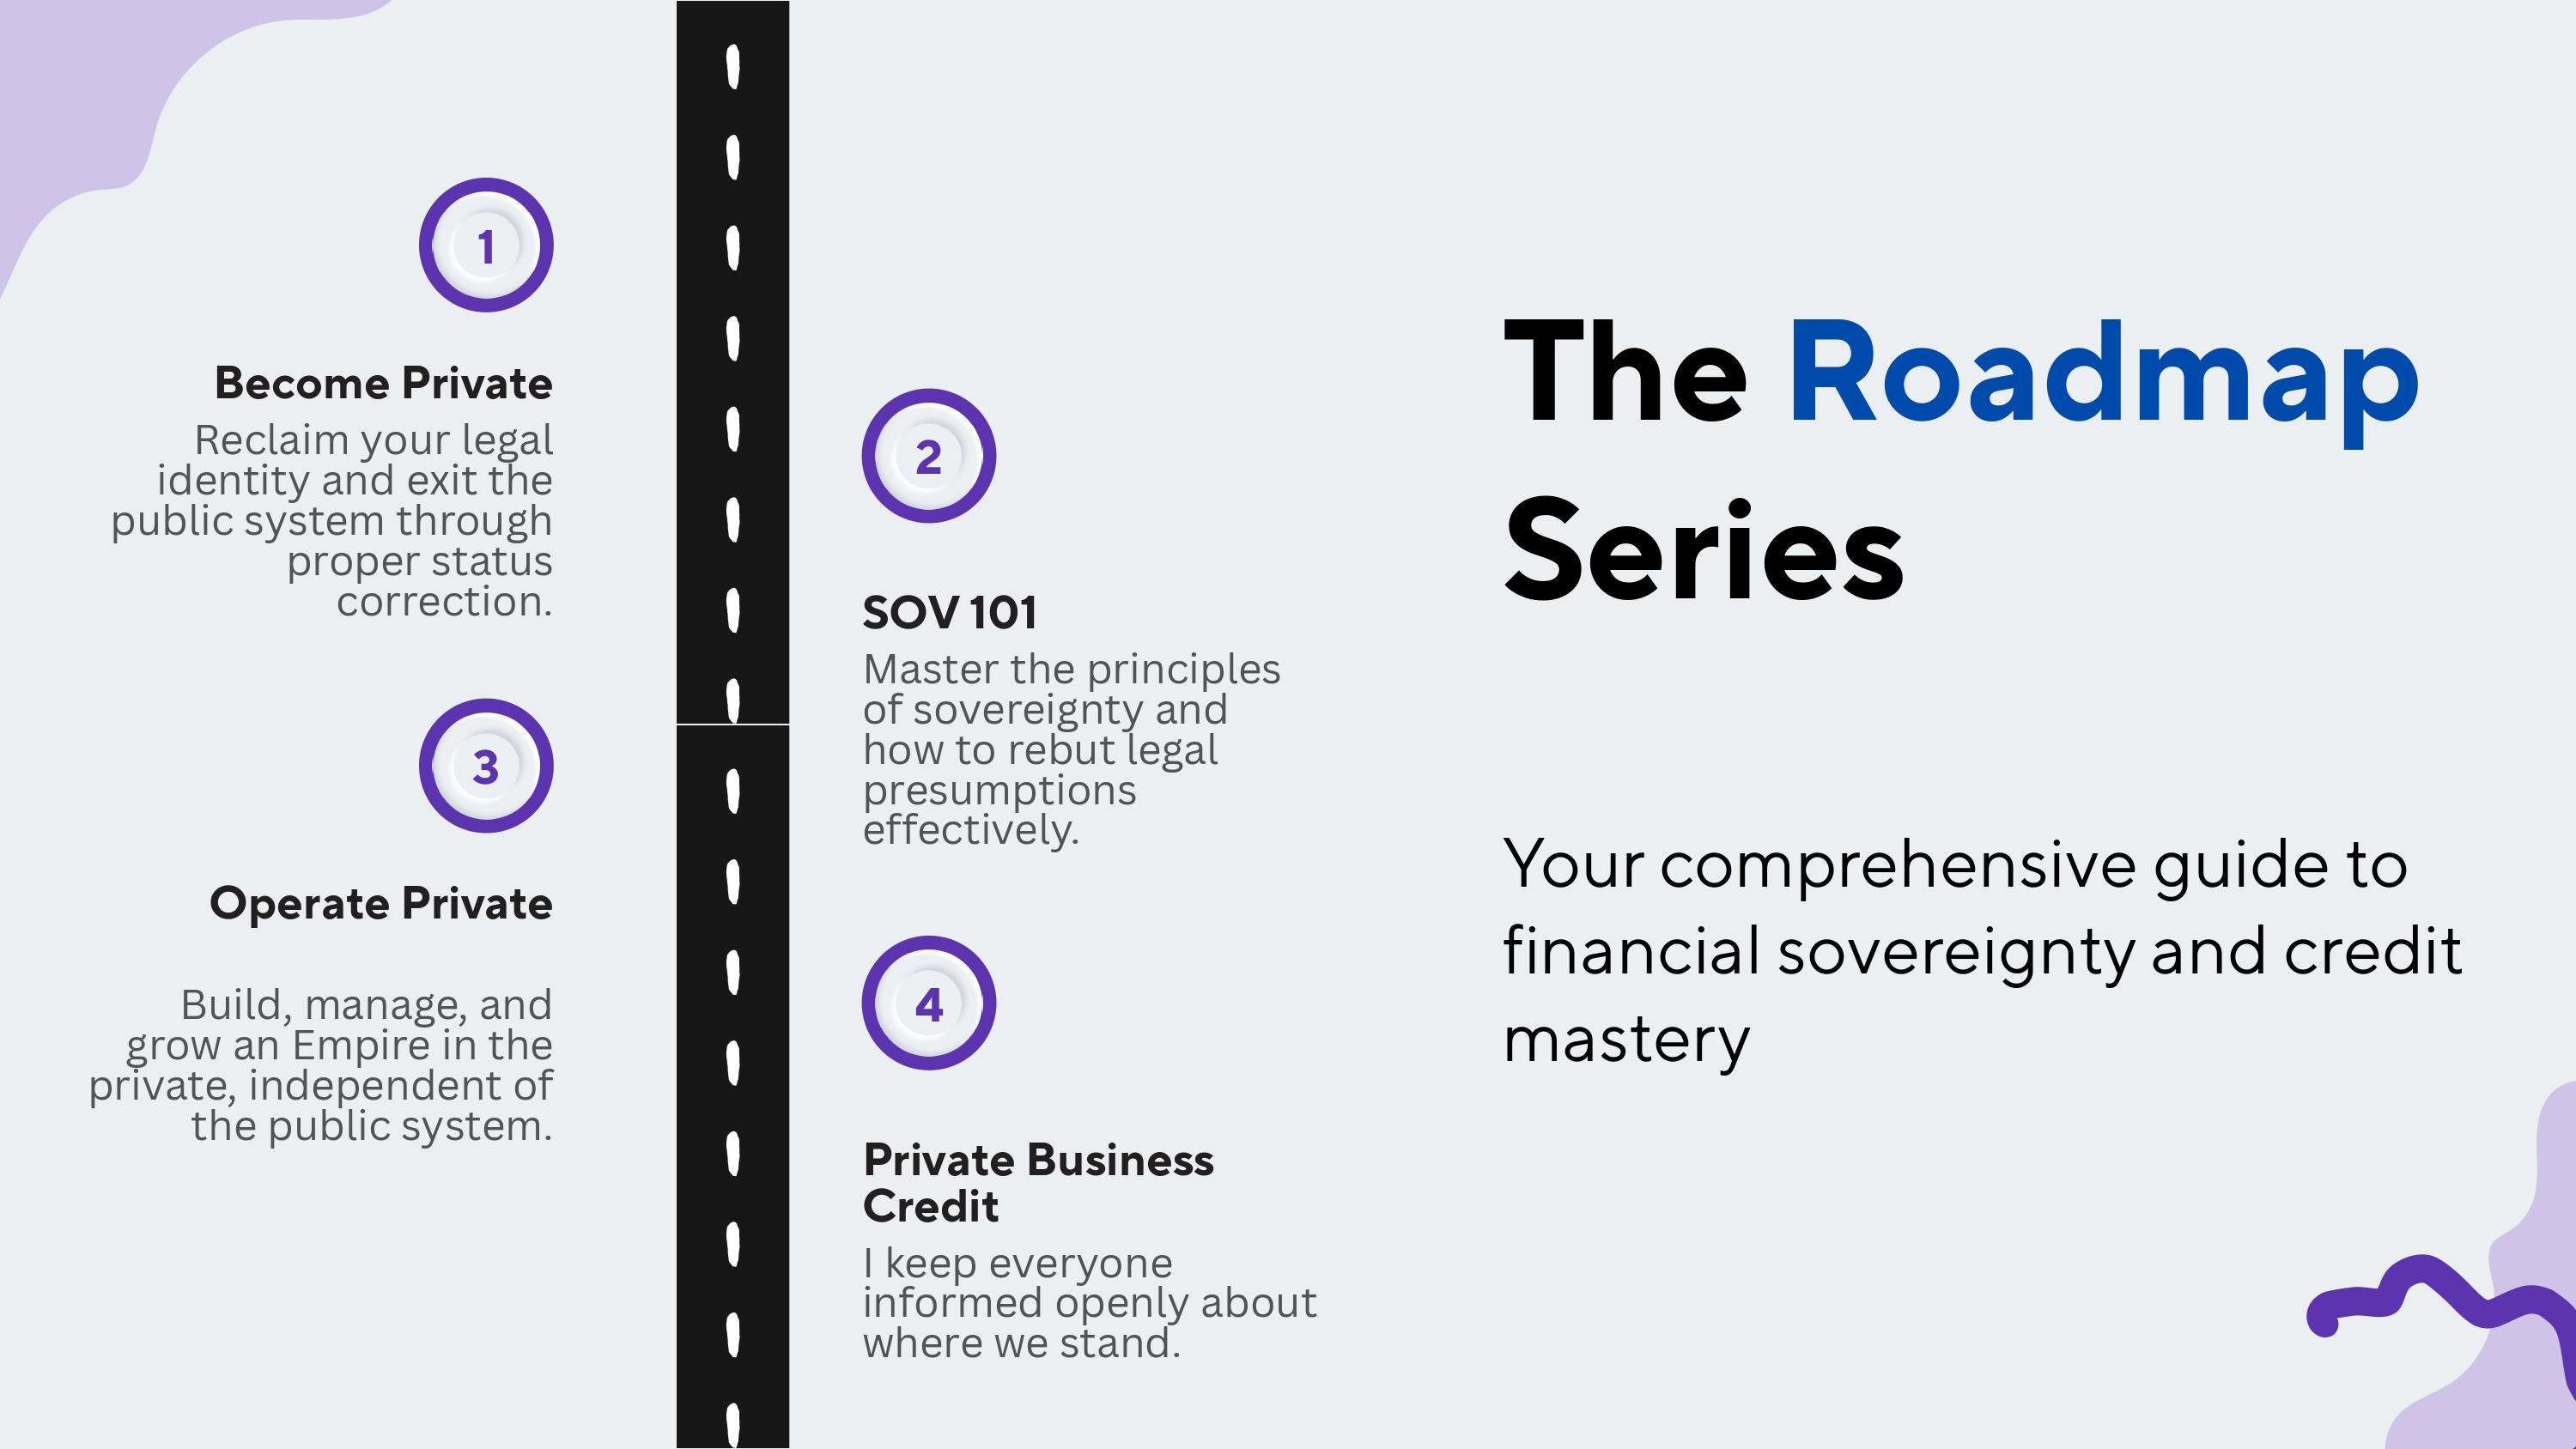 1
Become Private
Reclaim your legal
identity and exit the
public system through
proper status
correction.
2
SOV 101
Master the principles
of sovereignty and
how to rebut legal
presumptions
effectively.
3
Operate Private
Build, manage, and
grow an Empire in the
private, independent of
the public system.
4
Private Business
Credit
I keep everyone
informed openly about
where we stand.
The Roadmap
Series
Your comprehensive guide to
financial sovereignty and credit
mastery